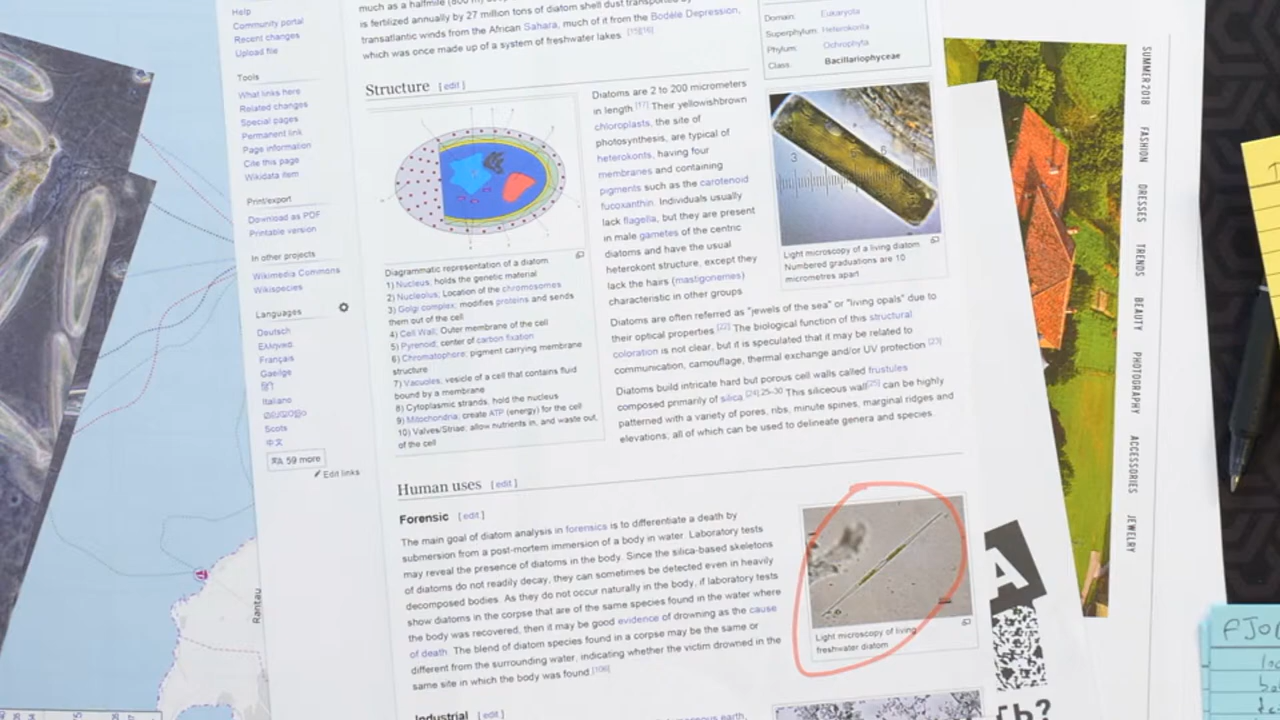 Help
Community portal
Recent changes
Upload file
Tools
What links here
Related changes
Special pages
Permanent link
Page information
Cite this page
Wikidata item
Print/export
Download as PDF
Printable version
In other projects
Wikimedia Commons
Wikispecies
Languages
Deutsch
Ελληνικά
Français
Gaeilge
हिन्दी
Italiano
Scots
中文
59 more
Edit links
is fertilized annually by 27 million tons of diatom shell dust transported by
transatlantic winds from the African Sahara, much of it from the Bodélé Depression,
which was once made up of a system of freshwater lakes. [15][16]
Domain: Eukaryota
Superphylum: Heterokonta
Phylum: Ochrophyta
Class: Bacillariophyceae
Structure [edit]
Diagrammatic representation of a diatom
1) Nucleus; holds the genetic material
2) Nucleolus; Location of the chromosomes
3) Golgi complex; modifies proteins and sends
them out of the cell
4) Cell Wall; Outer membrane of the cell
5) Pyrenoid; center of carbon fixation
6) Chromatophore; pigment carrying membrane
structure
7) Vacuoles; vesicle of a cell that contains fluid
bound by a membrane
8) Cytoplasmic strands, hold the nucleus
9) Mitochondria; create ATP (energy) for the cell
10) Valves/Striae; allow nutrients in, and waste out,
of the cell
Diatoms are 2 to 200 micrometers
in length.[17] Their yellowishbrown
chloroplasts, the site of
photosynthesis, are typical of
heterokonts, having four
membranes and containing
pigments such as the carotenoid
fucoxanthin. Individuals usually
lack flagella, but they are present
in male gametes of the centric
diatoms and have the usual
heterokont structure, except they
lack the hairs (mastigonemes)
characteristic in other groups
3
5
6
Light microscopy of a living diatom.
Numbered graduations are 10
micrometres apart
Diatoms are often referred as "jewels of the sea" or "living opals" due to
their optical properties.[22] The biological function of this structural
coloration is not clear, but it is speculated that it may be related to
communication, camouflage, thermal exchange and/or UV protection.[23]
Diatoms build intricate hard but porous cell walls called frustules
composed primarily of silica.[24]:25–30 This siliceous wall[25] can be highly
patterned with a variety of pores, ribs, minute spines, marginal ridges and
elevations; all of which can be used to delineate genera and species.
Human uses [edit]
Forensic [edit]
The main goal of diatom analysis in forensics is to differentiate a death by
submersion from a post-mortem immersion of a body in water. Laboratory tests
may reveal the presence of diatoms in the body. Since the silica-based skeletons
of diatoms do not readily decay, they can sometimes be detected even in heavily
decomposed bodies. As they do not occur naturally in the body, if laboratory tests
show diatoms in the corpse that are of the same species found in the water where
the body was recovered, then it may be good evidence of drowning as the cause
of death. The blend of diatom species found in a corpse may be the same or
different from the surrounding water, indicating whether the victim drowned in the
same site in which the body was found.[106]
Light microscopy of living
freshwater diatom
Industrial [edit]
earth,
Rantau
A
SUMMER 2018 FASHION DRESSES TRENDS BEAUTY PHOTOGRAPHY ACCESSORIES JEWELRY